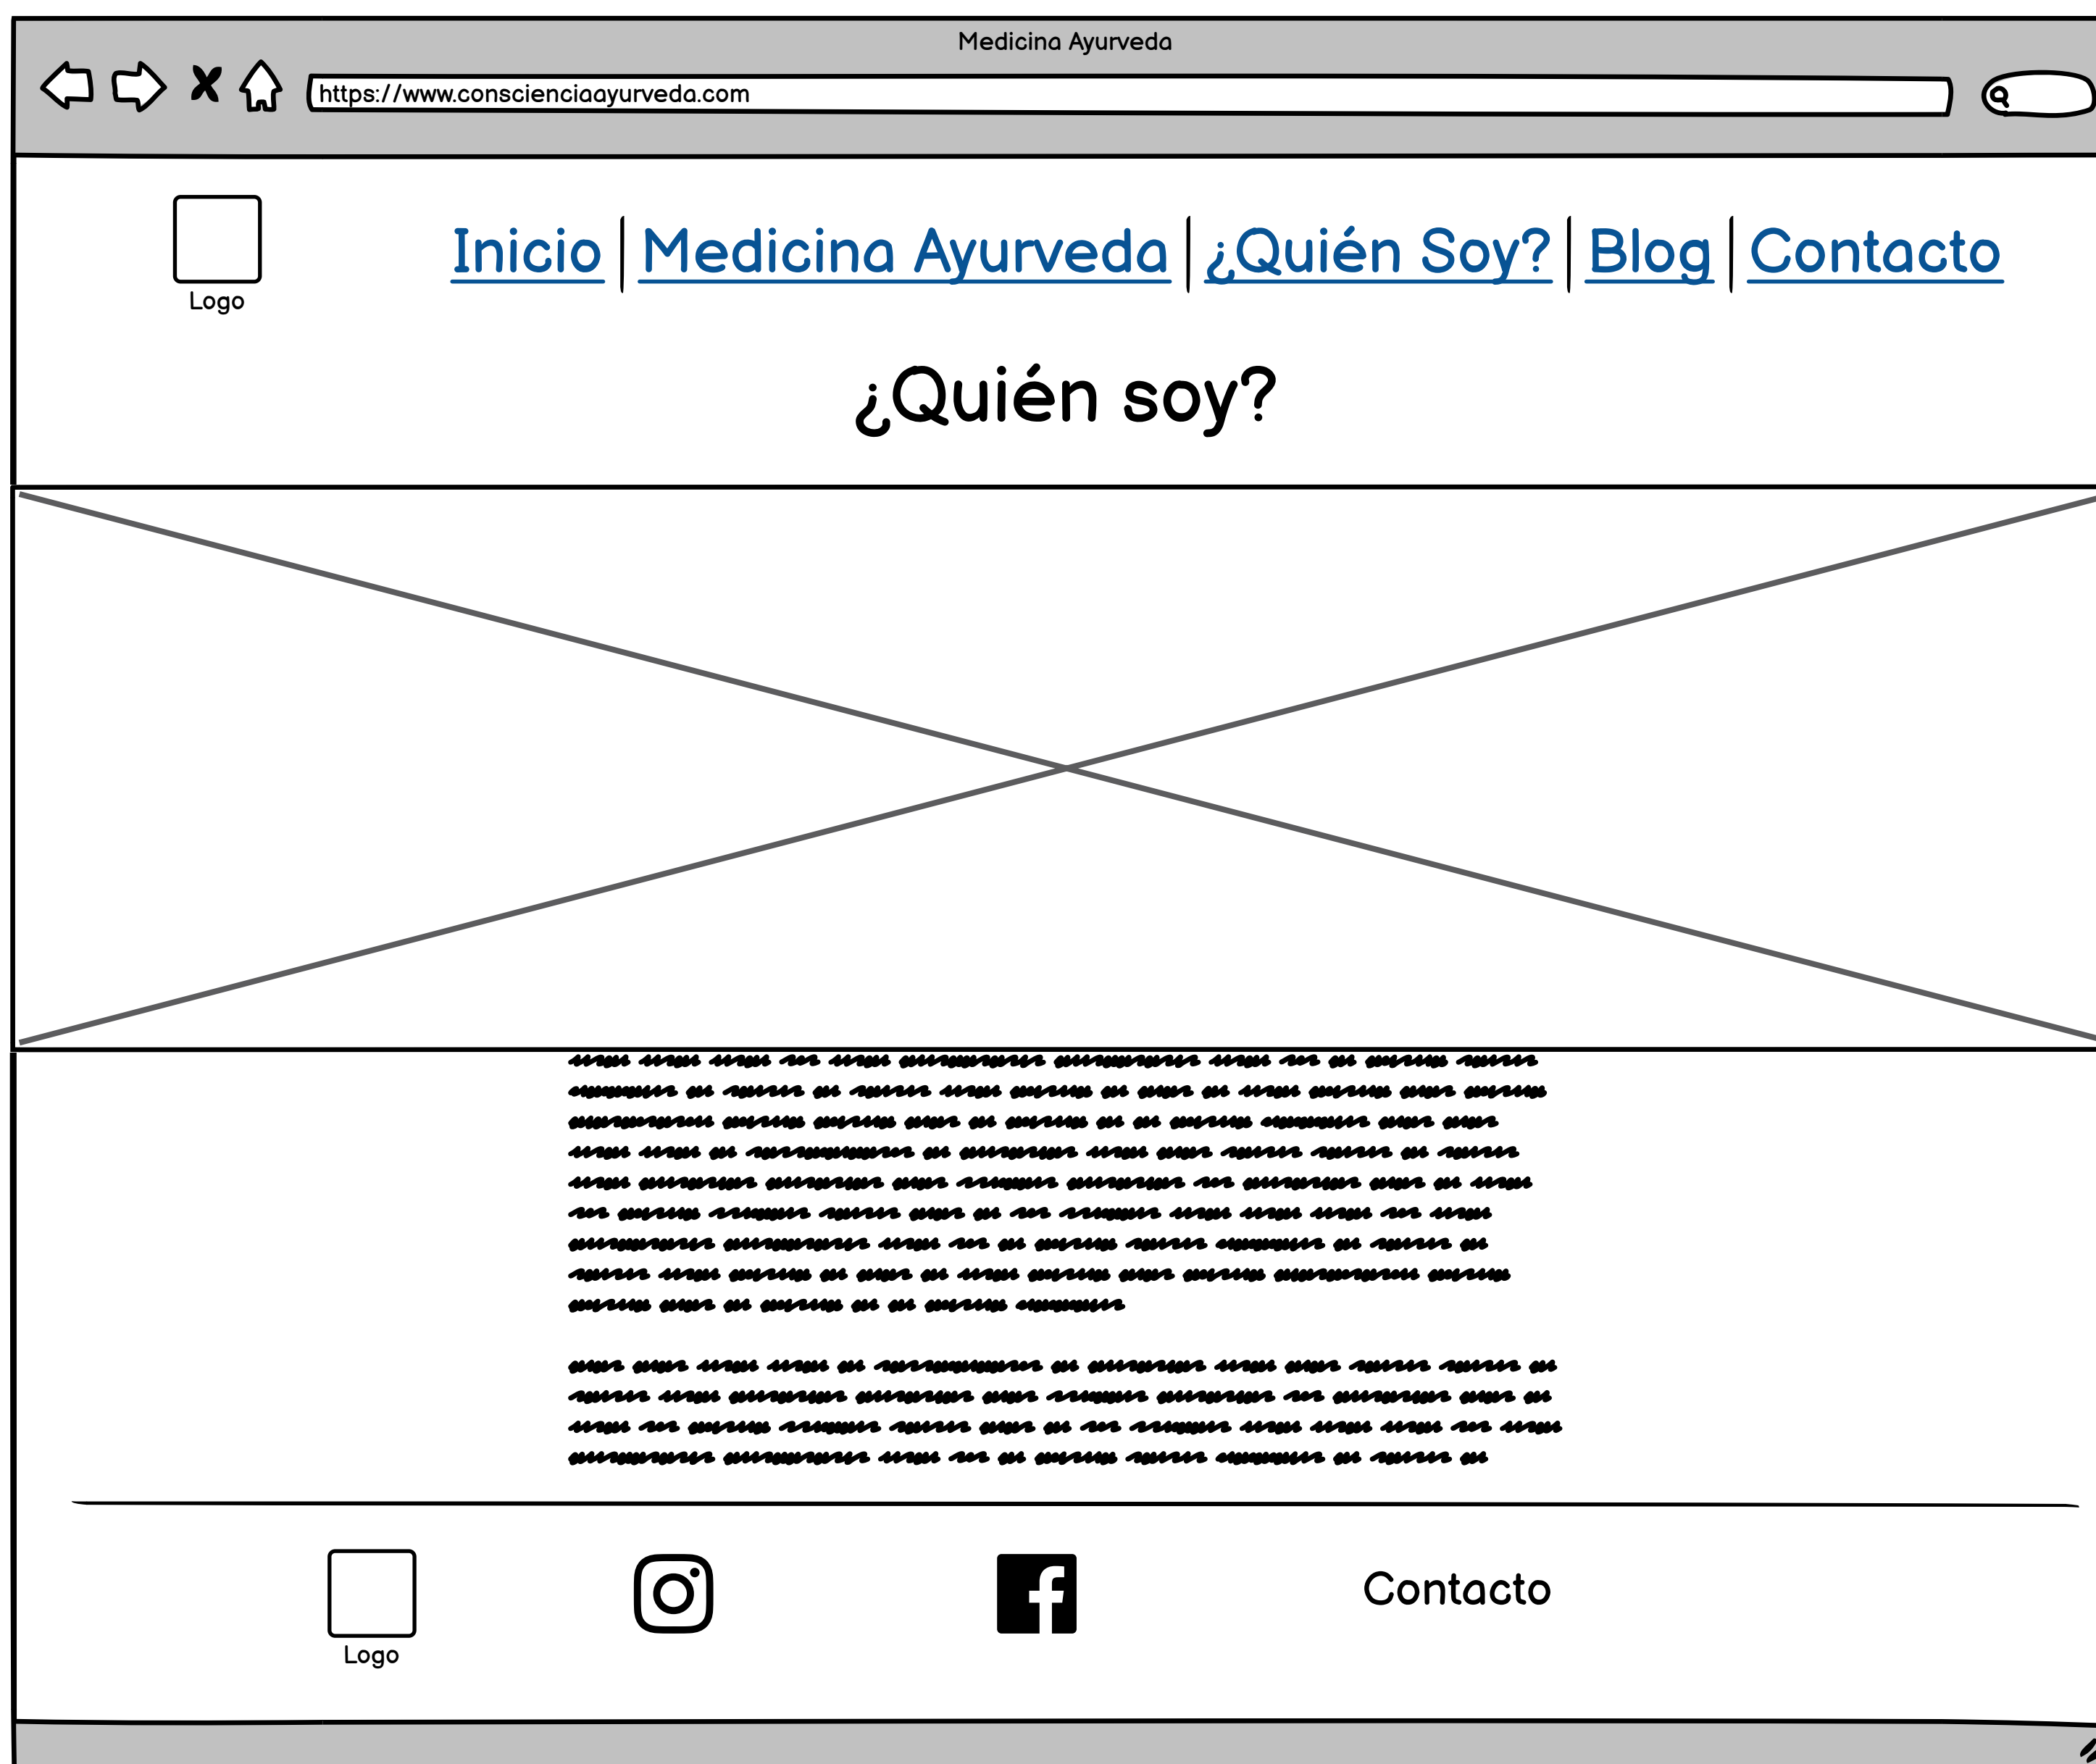 Medicina Ayurveda
https://www.conscienciaayurveda.com
Logo
Inicio | Medicina Ayurveda | ¿Quién Soy? | Blog | Contacto
¿Quién soy?
Contacto
Logo